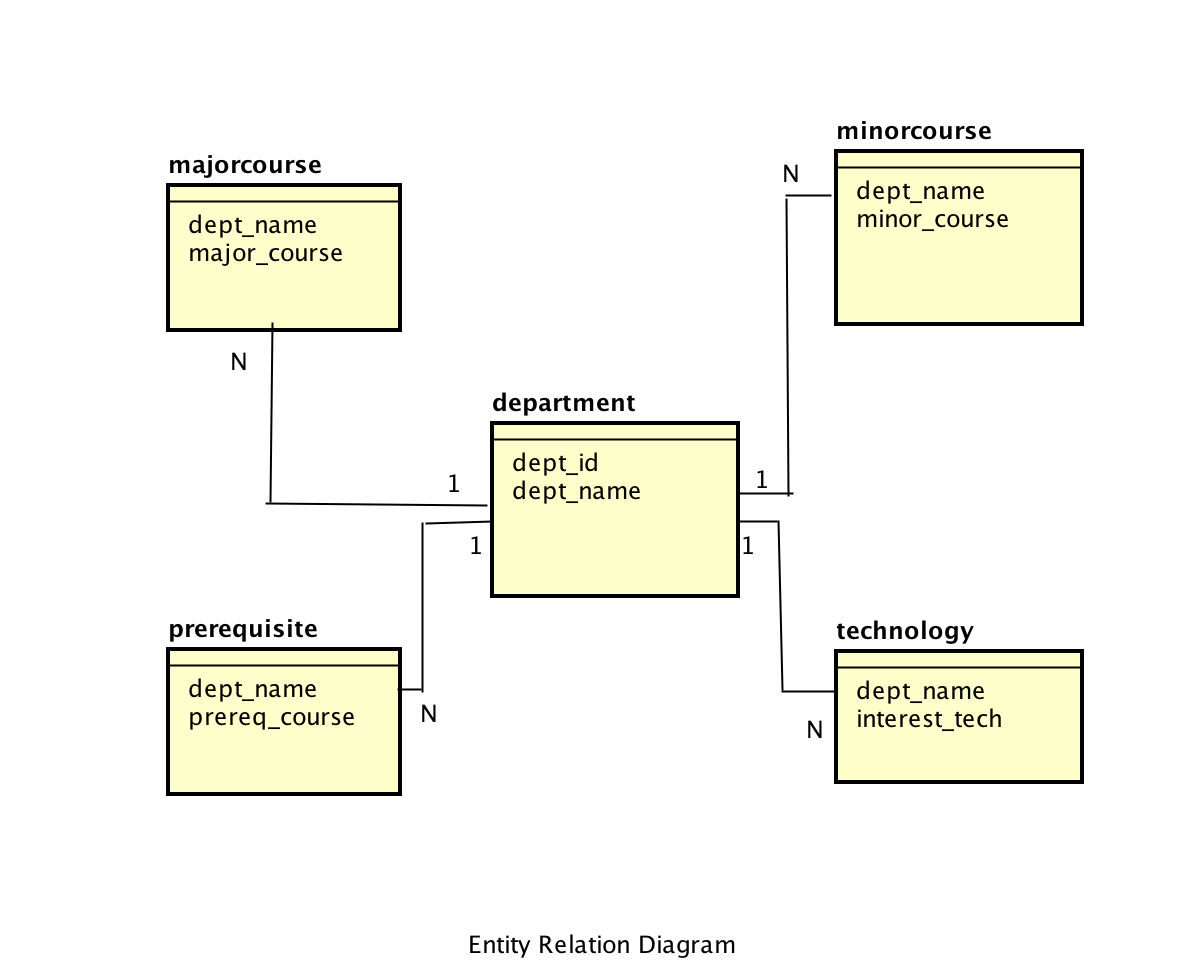 minorcourse
N
dept_name
minor_course
majorcourse
dept_name
major_course
N
department
dept_id
dept_name
1
1
1
1
prerequisite
dept_name
prereq_course
N
technology
dept_name
interest_tech
N
Entity Relation Diagram